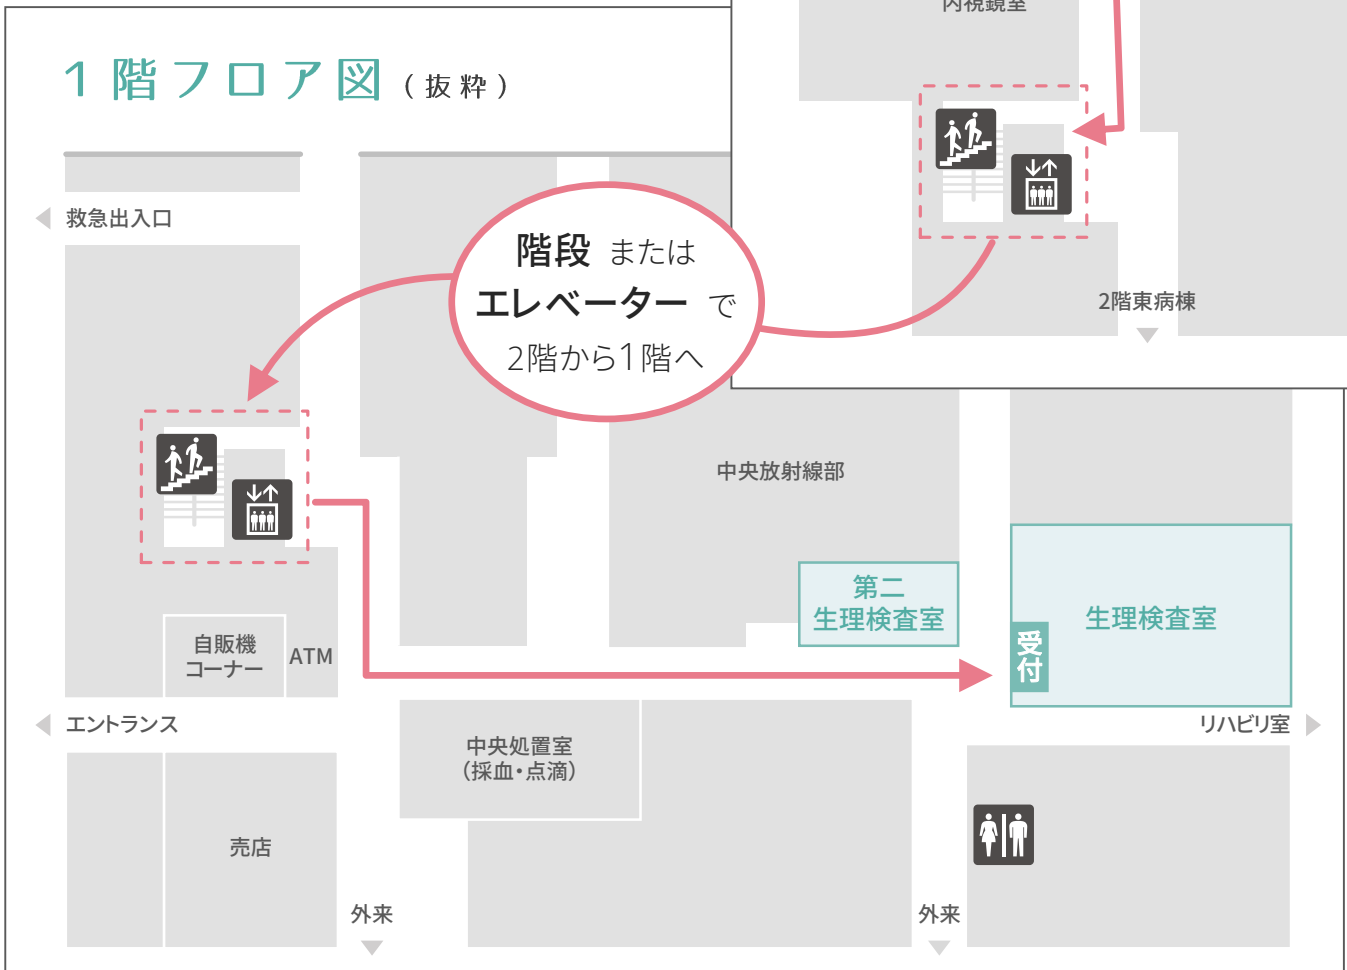 内視鏡室
1階フロア図(抜粋)
救急出入口
階段 または
エレベーター で
2階から1階へ
2階東病棟
中央放射線部
第二
生理検査室
生理検査室
受付
自販機
コーナー
ATM
エントランス
リハビリ室
中央処置室
(採血・点滴)
売店
外来
外来